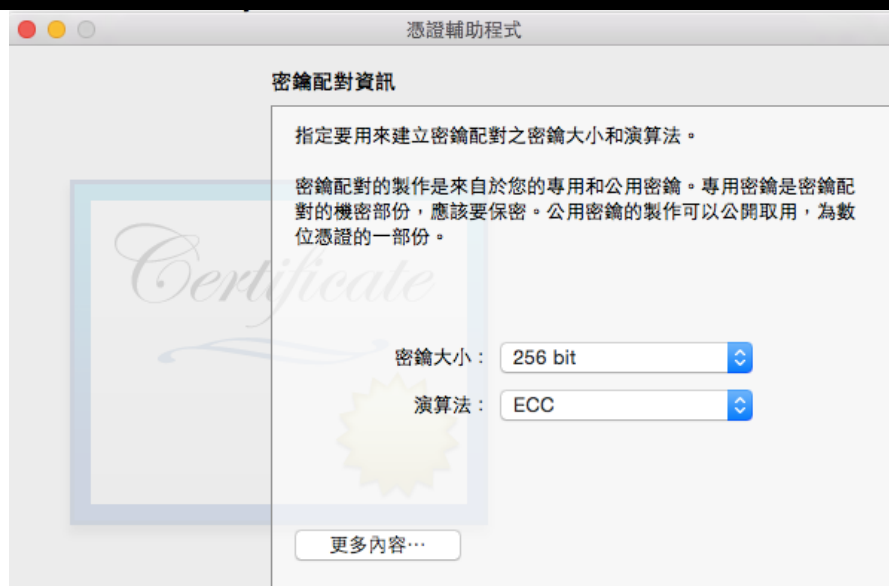 憑證輔助程式
密鑰配對資訊
指定要用來建立密鑰配對之密鑰大小和演算法。
密鑰配對的製作是來自於您的專用和公用密鑰。專用密鑰是密鑰配
對的機密部份，應該要保密。公用密鑰的製作可以公開取用，為數
位憑證的一部份。
Certificate
密鑰大小： 256 bit
演算法： ECC
更多內容⋯